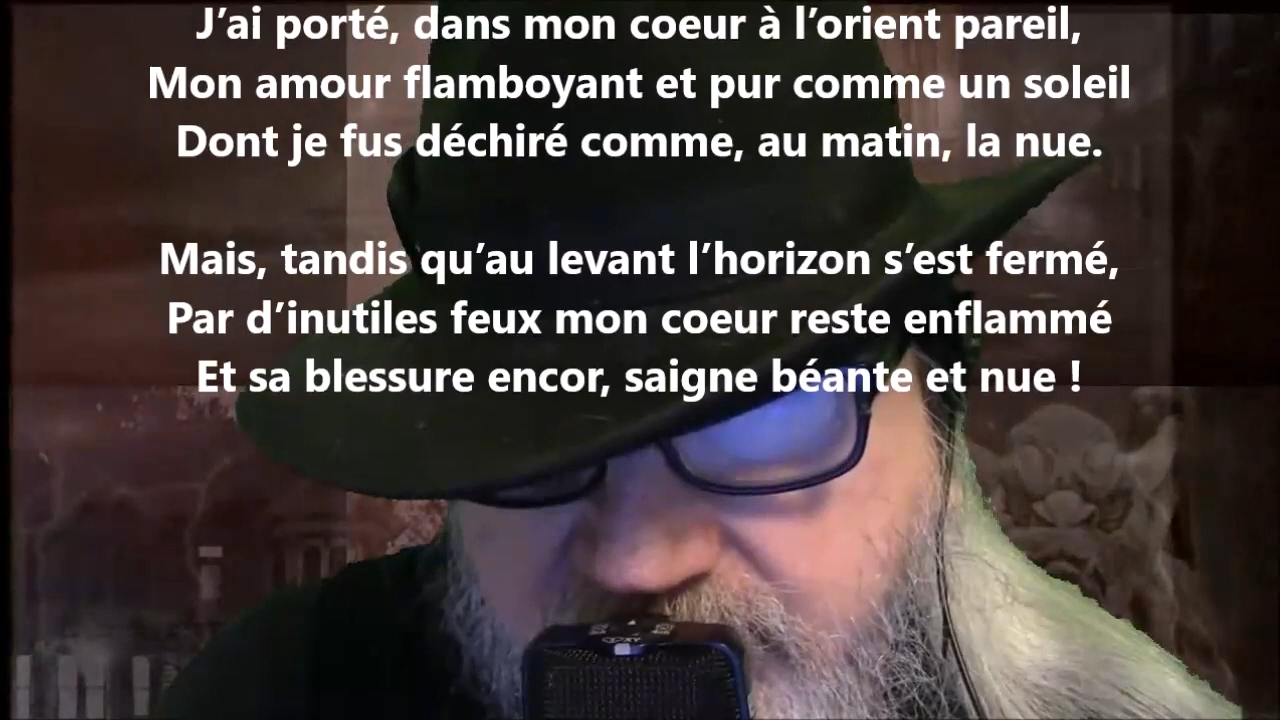 J’ai porté, dans mon coeur à l’orient pareil,
Mon amour flamboyant et pur comme un soleil
Dont je fus déchiré comme, au matin, la nue.
Mais, tandis qu’au levant l’horizon s’est fermé,
Par d’inutiles feux mon coeur reste enflammé
Et sa blessure encor, saigne béante et nue !